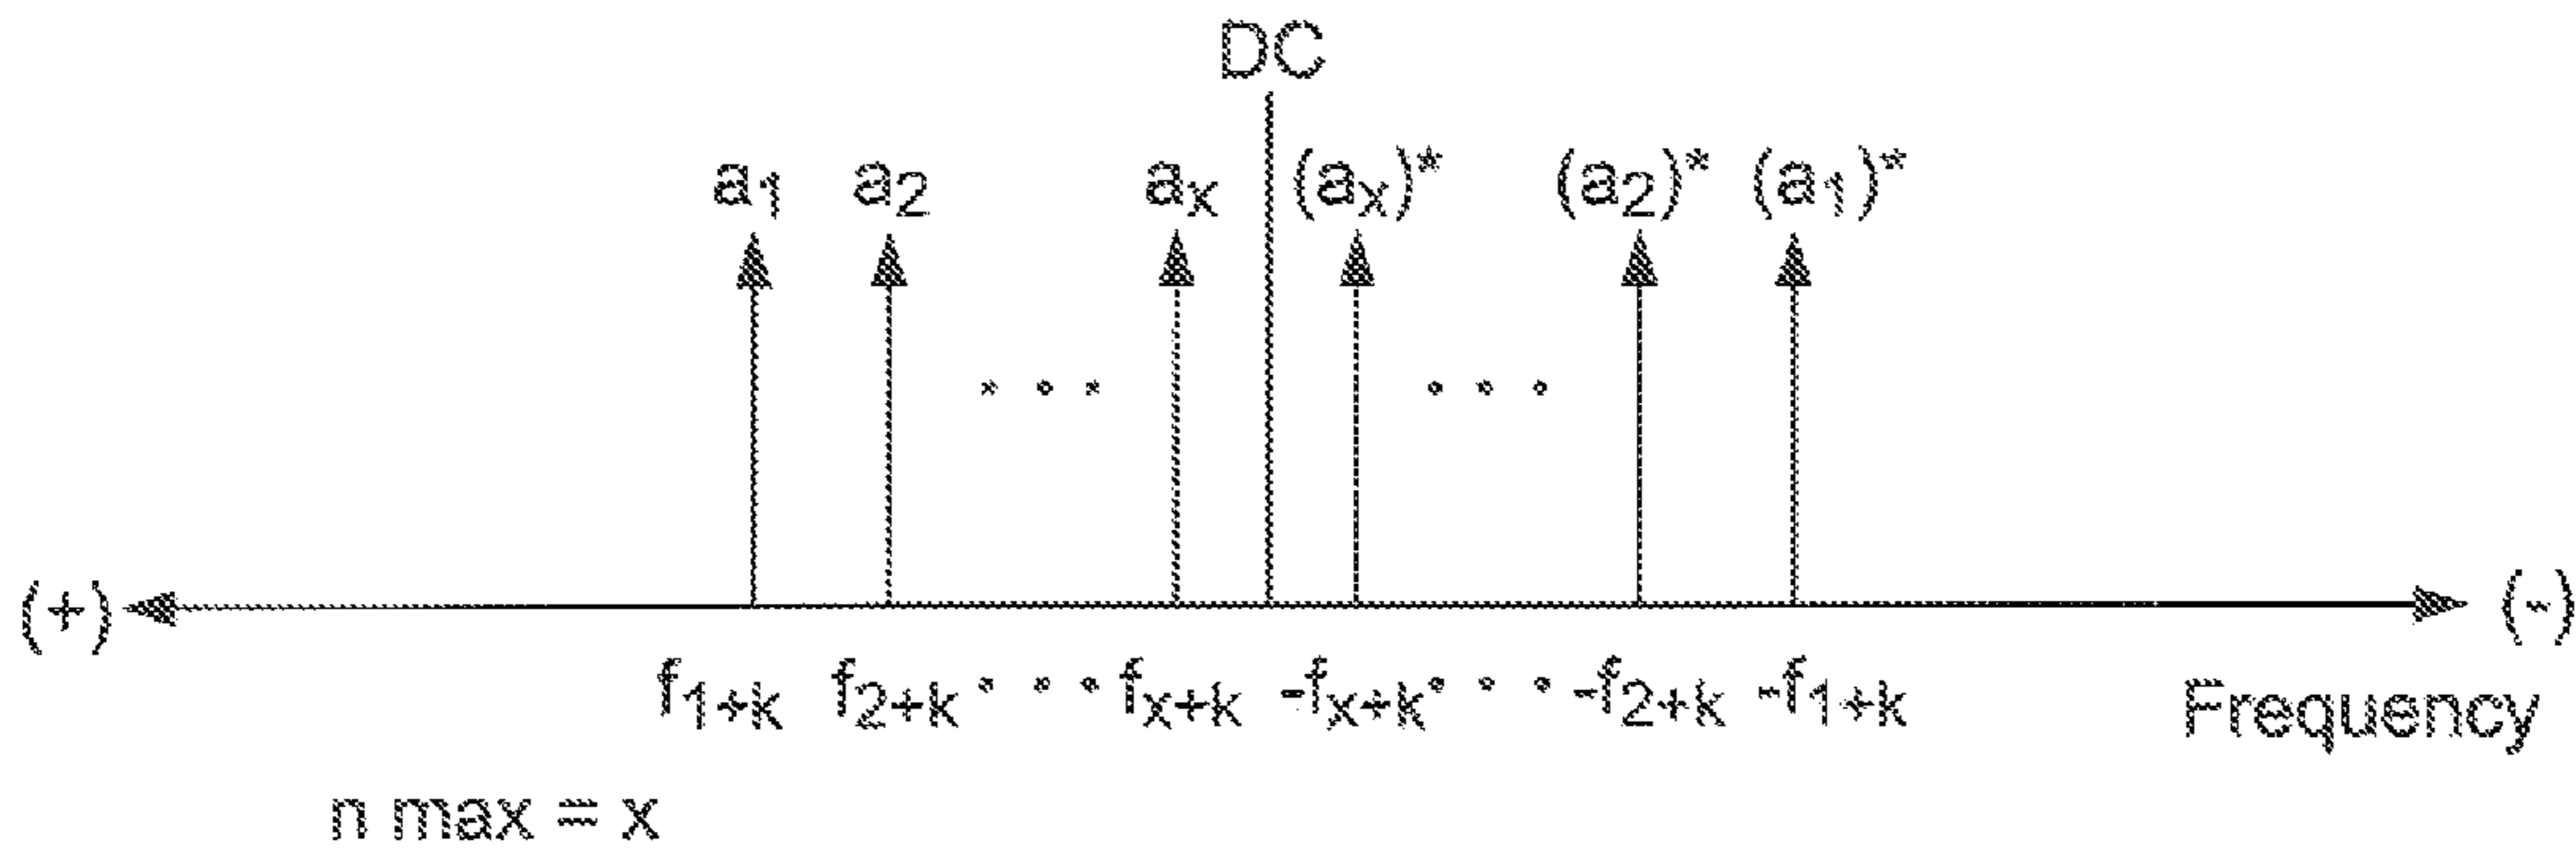 DC
a₁ a₂ aₓ (aₓ)* (a₂)* (a₁)*
. . . . . .
(+) (-)
f₁₊ₖ f₂₊ₖ . . . fₓ₊ₖ -fₓ₊ₖ . . . -f₂₊ₖ -f₁₊ₖ Frequency
n max = x